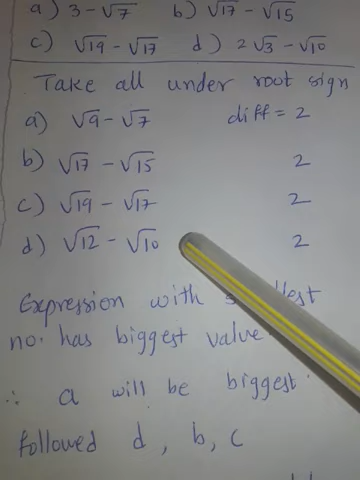 a) 3 - √7 b) √17 - √15
c) √19 - √17 d) 2√3 - √10
Take all under root sign
a) √9 - √7 diff = 2
b) √17 - √15 2
c) √19 - √17 2
d) √12 - √10 2
Expression with
no. has biggest value.
∴ a will be biggest.
followed d, b, c